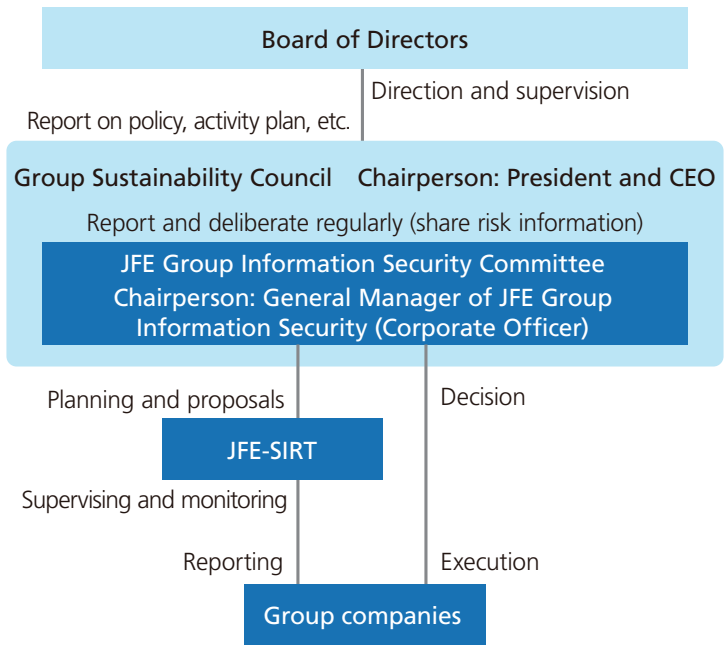 Board of Directors
Direction and supervision
Report on policy, activity plan, etc.
Group Sustainability Council Chairperson: President and CEO
Report and deliberate regularly (share risk information)
JFE Group Information Security Committee
Chairperson: General Manager of JFE Group
Information Security (Corporate Officer)
Planning and proposals
Decision
JFE-SIRT
Supervising and monitoring
Reporting
Execution
Group companies